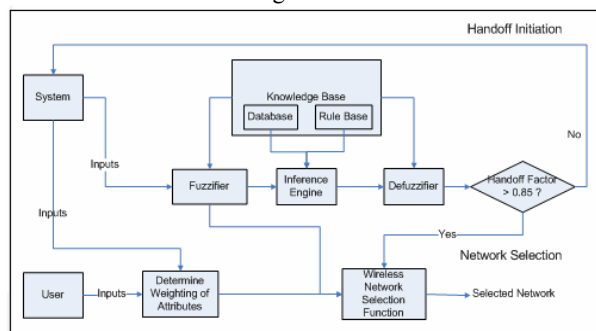 Handoff Initiation
System
Knowledge Base
Database
Rule Base
No
Inputs
Fuzzifier
Inference
Engine
Defuzzifier
Handoff Factor
> 0.85 ?
Inputs
Yes
Network Selection
User
Inputs
Determine
Weighting of
Attributes
Wireless
Network
Selection
Function
Selected Network